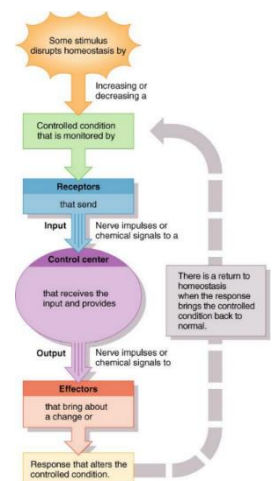 Some stimulus
disrupts homeostasis by
Increasing or
decreasing a
Controlled condition
that is monitored by
Receptors
that send
Input
Nerve impulses or
chemical signals to a
Control center
that receives the
input and provides
Output
Nerve impulses or
chemical signals to
Effectors
that bring about
a change or
Response that alters the
controlled condition.
There is a return to
homeostasis
when the response
brings the controlled
condition back to
normal.